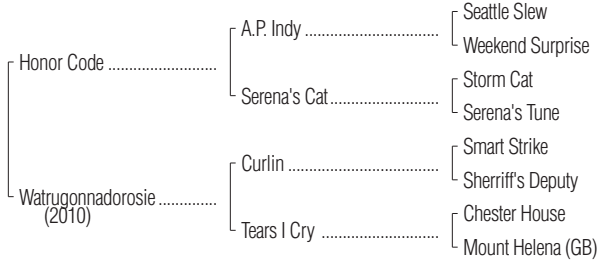 Seattle Slew
A.P. Indy ..............................
Weekend Surprise
Honor Code ........................
Storm Cat
Serena's Cat........................
Serena's Tune
Smart Strike
Curlin ..................................
Sherriff's Deputy
Watrugonnadorosie .............
(2010)
Chester House
Tears I Cry ..........................
Mount Helena (GB)